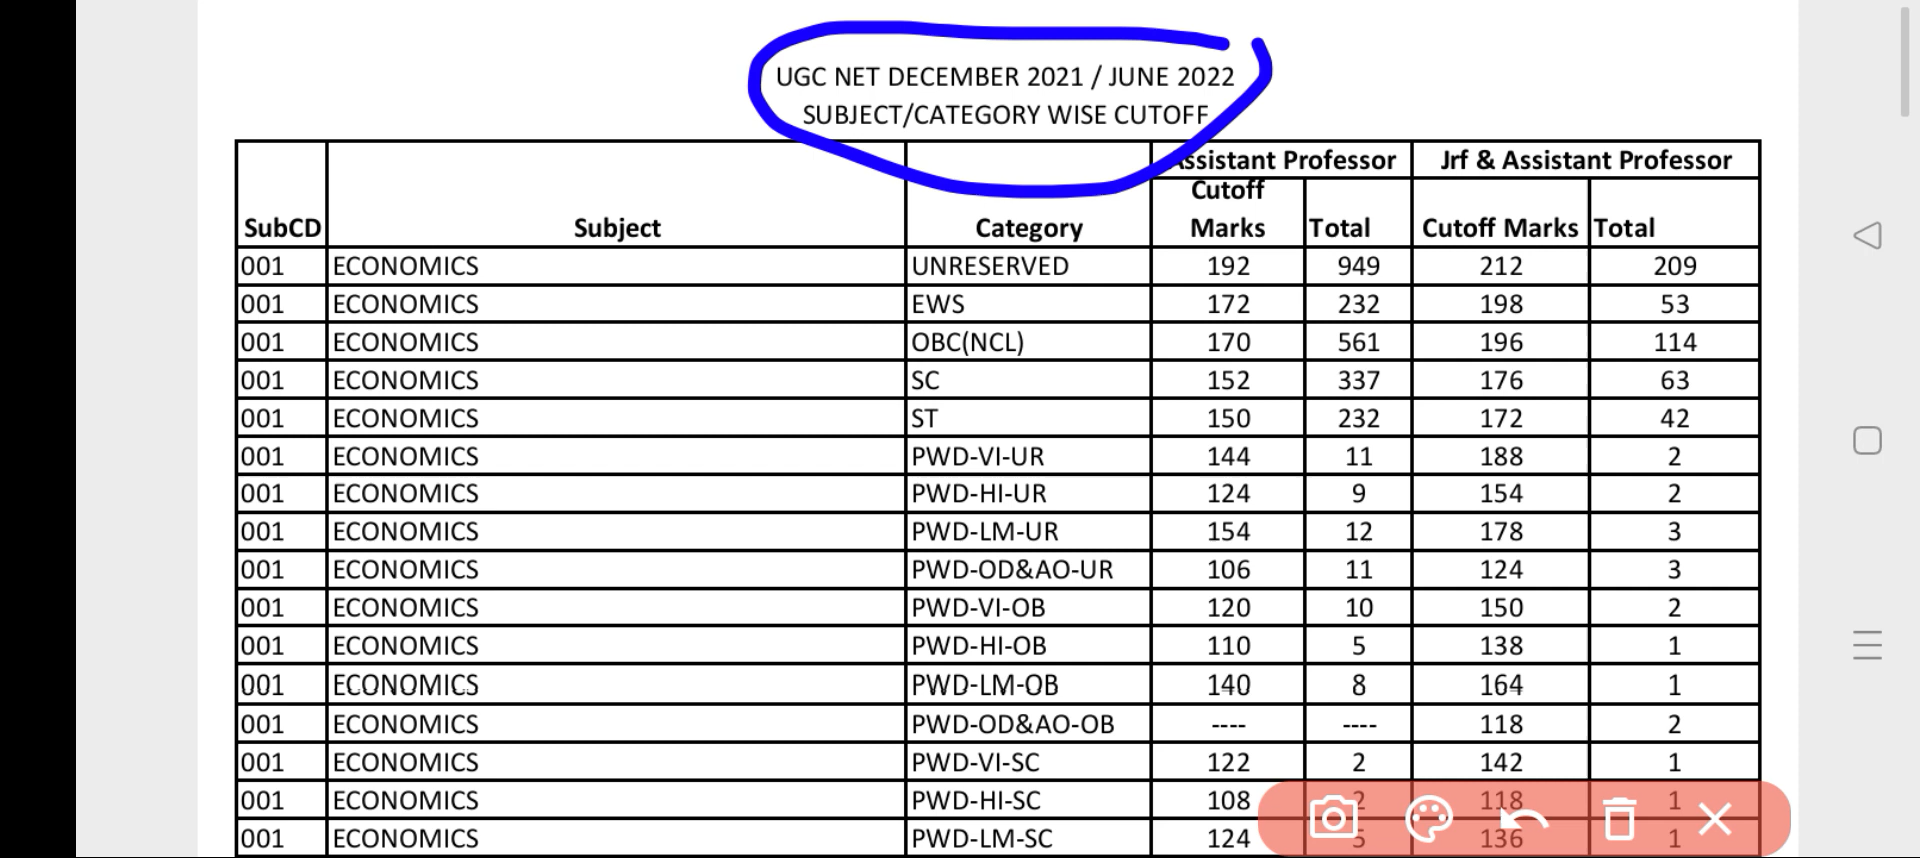 UGC NET DECEMBER 2021 / JUNE 2022
SUBJECT/CATEGORY WISE CUTOFF
SubCD Subject Category Assistant Professor Jrf & Assistant Professor
Cutoff Marks Total Cutoff Marks Total
001 ECONOMICS UNRESERVED 192 949 212 209
001 ECONOMICS EWS 172 232 198 53
001 ECONOMICS OBC(NCL) 170 561 196 114
001 ECONOMICS SC 152 337 176 63
001 ECONOMICS ST 150 232 172 42
001 ECONOMICS PWD-VI-UR 144 11 188 2
001 ECONOMICS PWD-HI-UR 124 9 154 2
001 ECONOMICS PWD-LM-UR 154 12 178 3
001 ECONOMICS PWD-OD&AO-UR 106 11 124 3
001 ECONOMICS PWD-VI-OB 120 10 150 2
001 ECONOMICS PWD-HI-OB 110 5 138 1
001 ECONOMICS PWD-LM-OB 140 8 164 1
001 ECONOMICS PWD-OD&AO-OB ---- ---- 118 2
001 ECONOMICS PWD-VI-SC 122 2 142 1
001 ECONOMICS PWD-HI-SC 108 2 118 1
001 ECONOMICS PWD-LM-SC 124 5 136 1